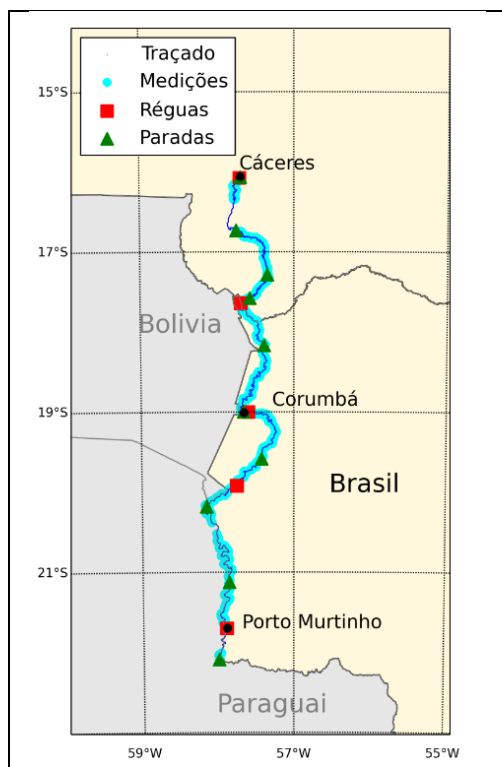 Traçado
Medições
Réguas
Paradas
15°S
Cáceres
17°S
Bolivia
19°S
Corumbá
Brasil
21°S
Porto Murtinho
Paraguai
59°W
57°W
55°W